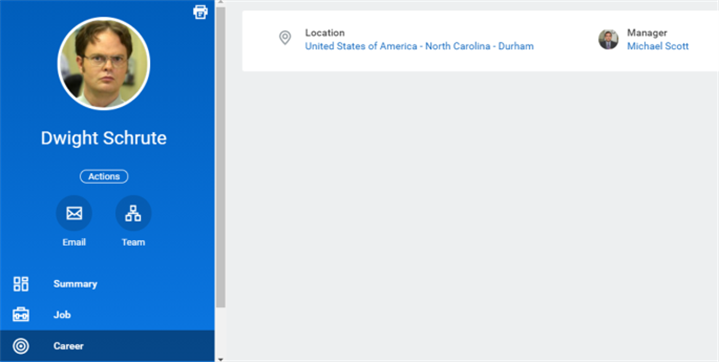 Dwight Schrute
Actions
Email
Team
Summary
Job
Career
Location
United States of America - North Carolina - Durham
Manager
Michael Scott